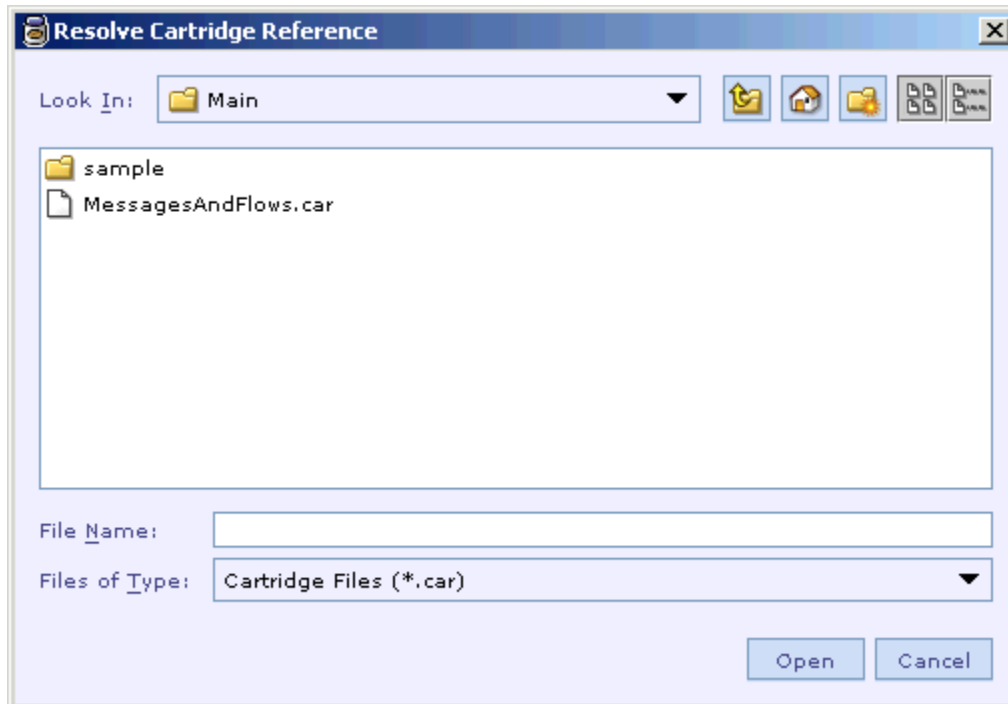 Resolve Cartridge Reference
Look In: Main
sample
MessagesAndFlows.car
File Name:
Files of Type: Cartridge Files (*.car)
Open Cancel